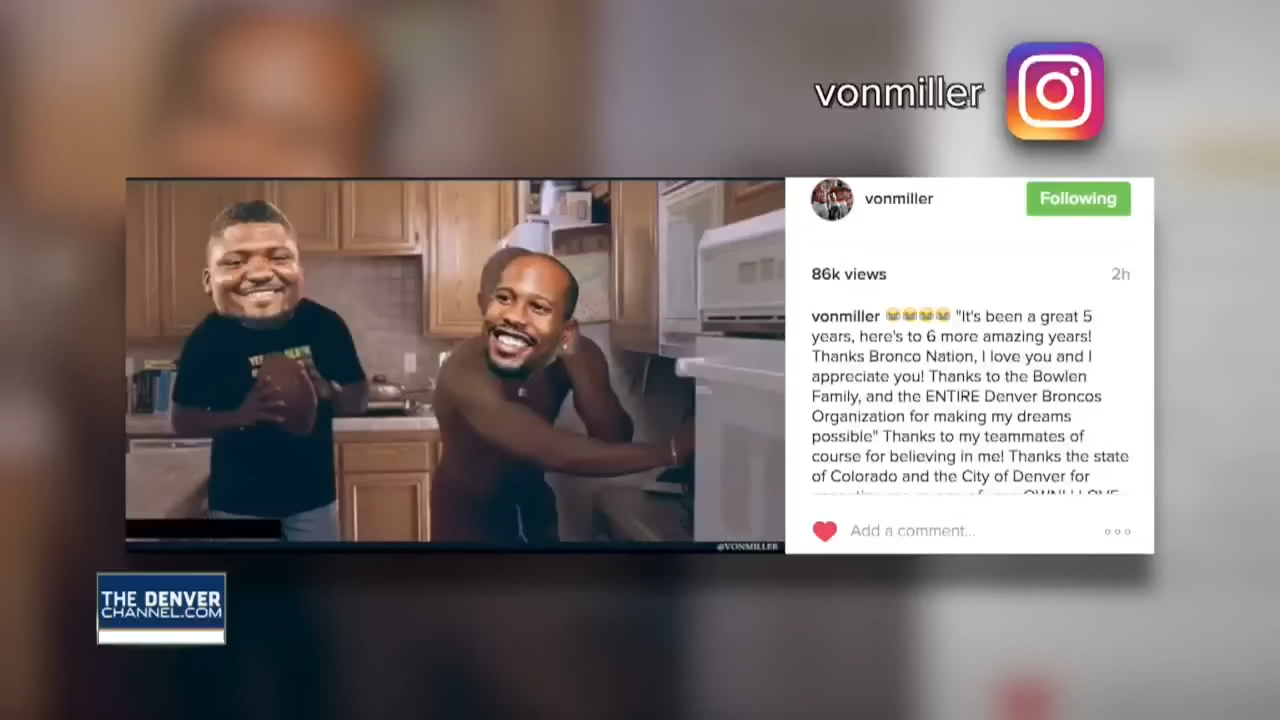 vonmiller
vonmiller
Following
86k views
2h
vonmiller 😭😭😭😭 "It's been a great 5
years, here's to 6 more amazing years!
Thanks Bronco Nation, I love you and I
appreciate you! Thanks to the Bowlen
Family, and the ENTIRE Denver Broncos
Organization for making my dreams
possible" Thanks to my teammates of
course for believing in me! Thanks the state
of Colorado and the City of Denver for
Add a comment...
@VONMILLER
THE DENVER
CHANNEL.COM